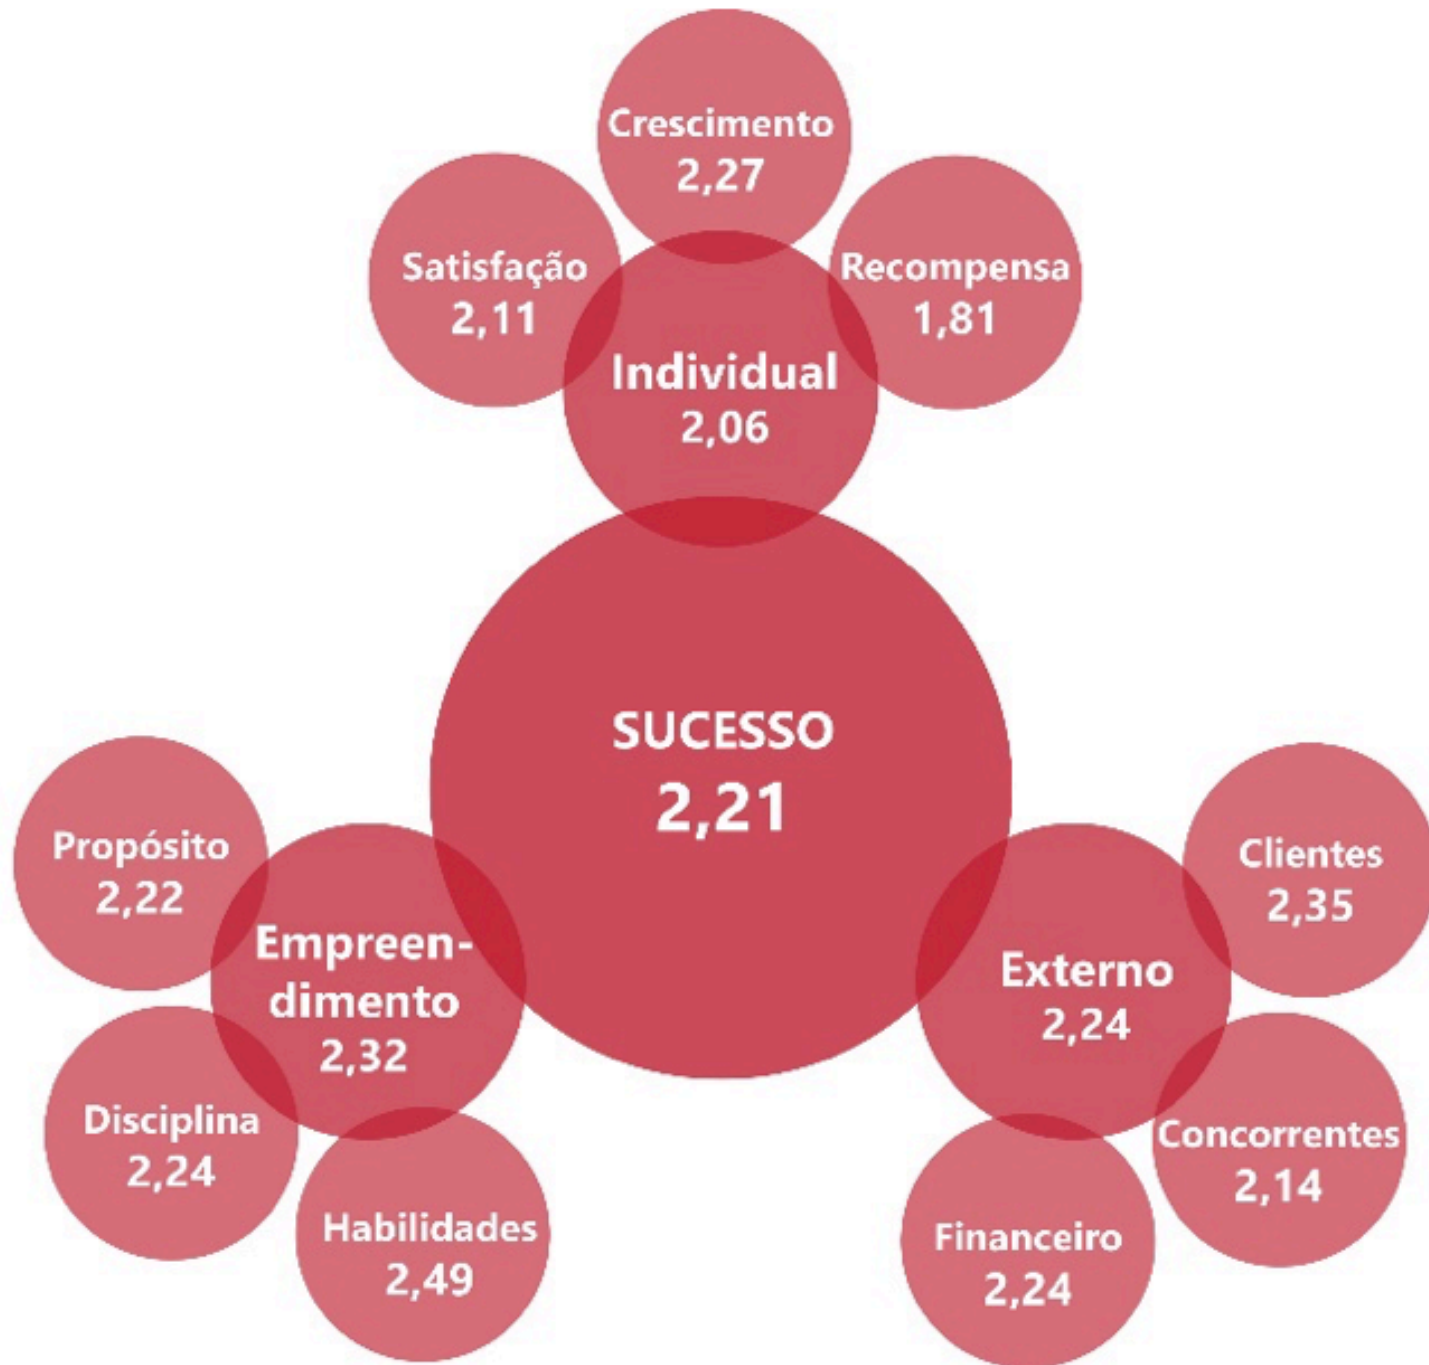 Crescimento
2,27
Satisfação
2,11
Recompensa
1,81
Individual
2,06
SUCESSO
2,21
Propósito
2,22
Empreen-
dimento
2,32
Disciplina
2,24
Habilidades
2,49
Clientes
2,35
Externo
2,24
Concorrentes
2,14
Financeiro
2,24